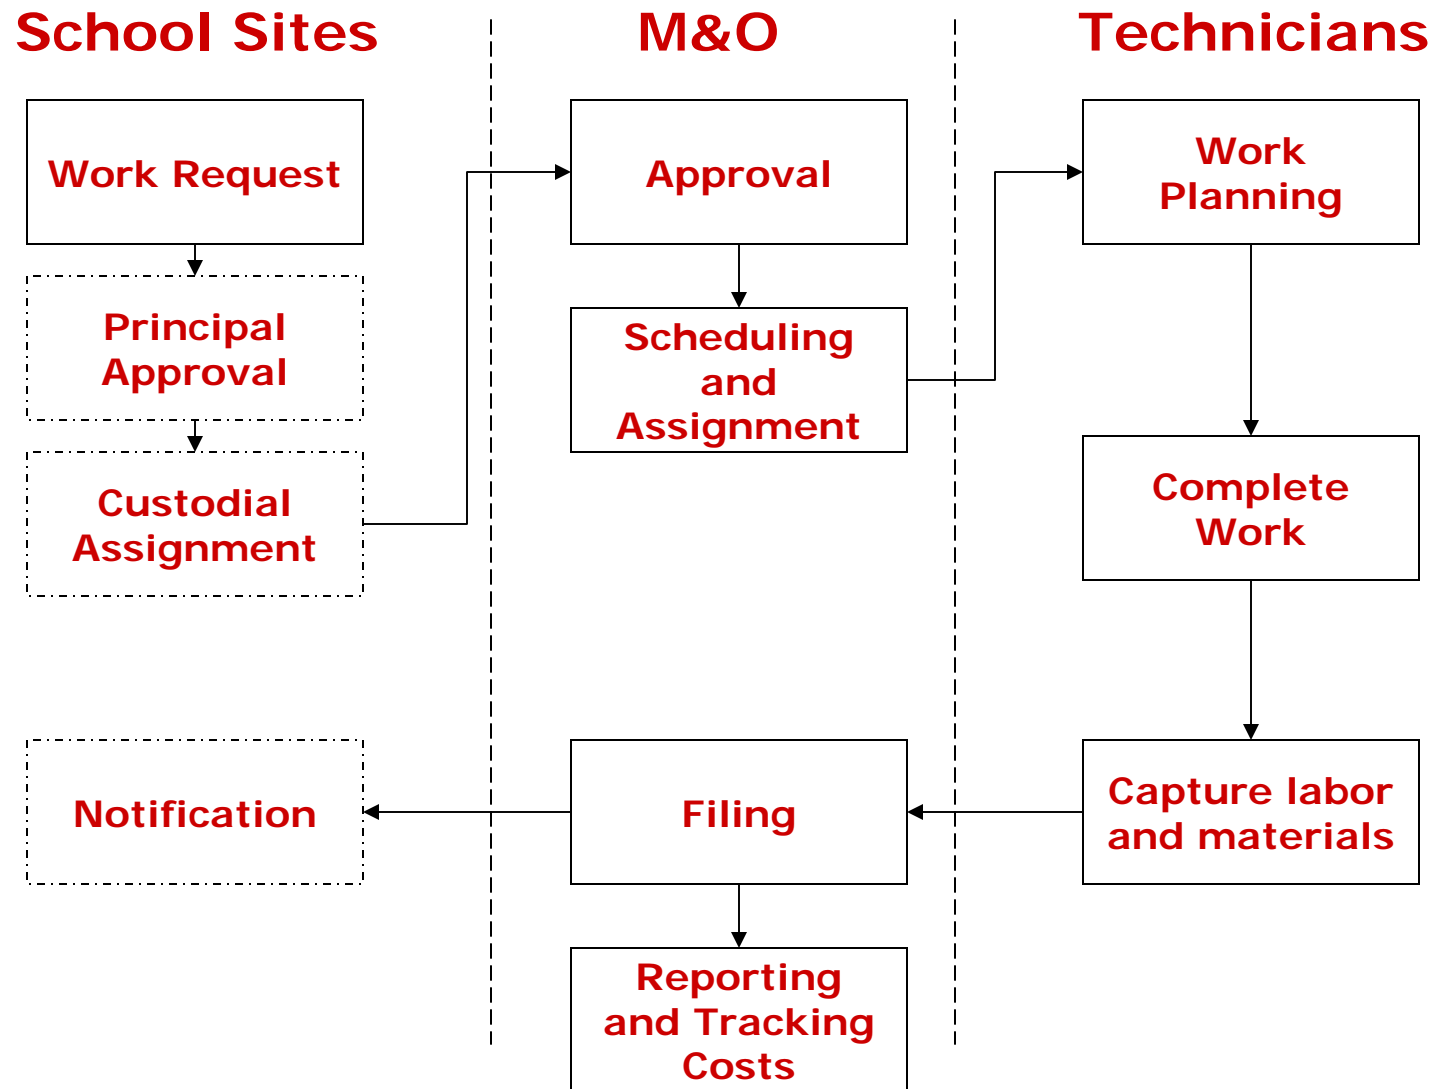 School Sites
M&O
Technicians
Work Request
Approval
Work
Planning
Principal
Approval
Scheduling
and
Assignment
Custodial
Assignment
Complete
Work
Notification
Filing
Capture labor
and materials
Reporting
and Tracking
Costs